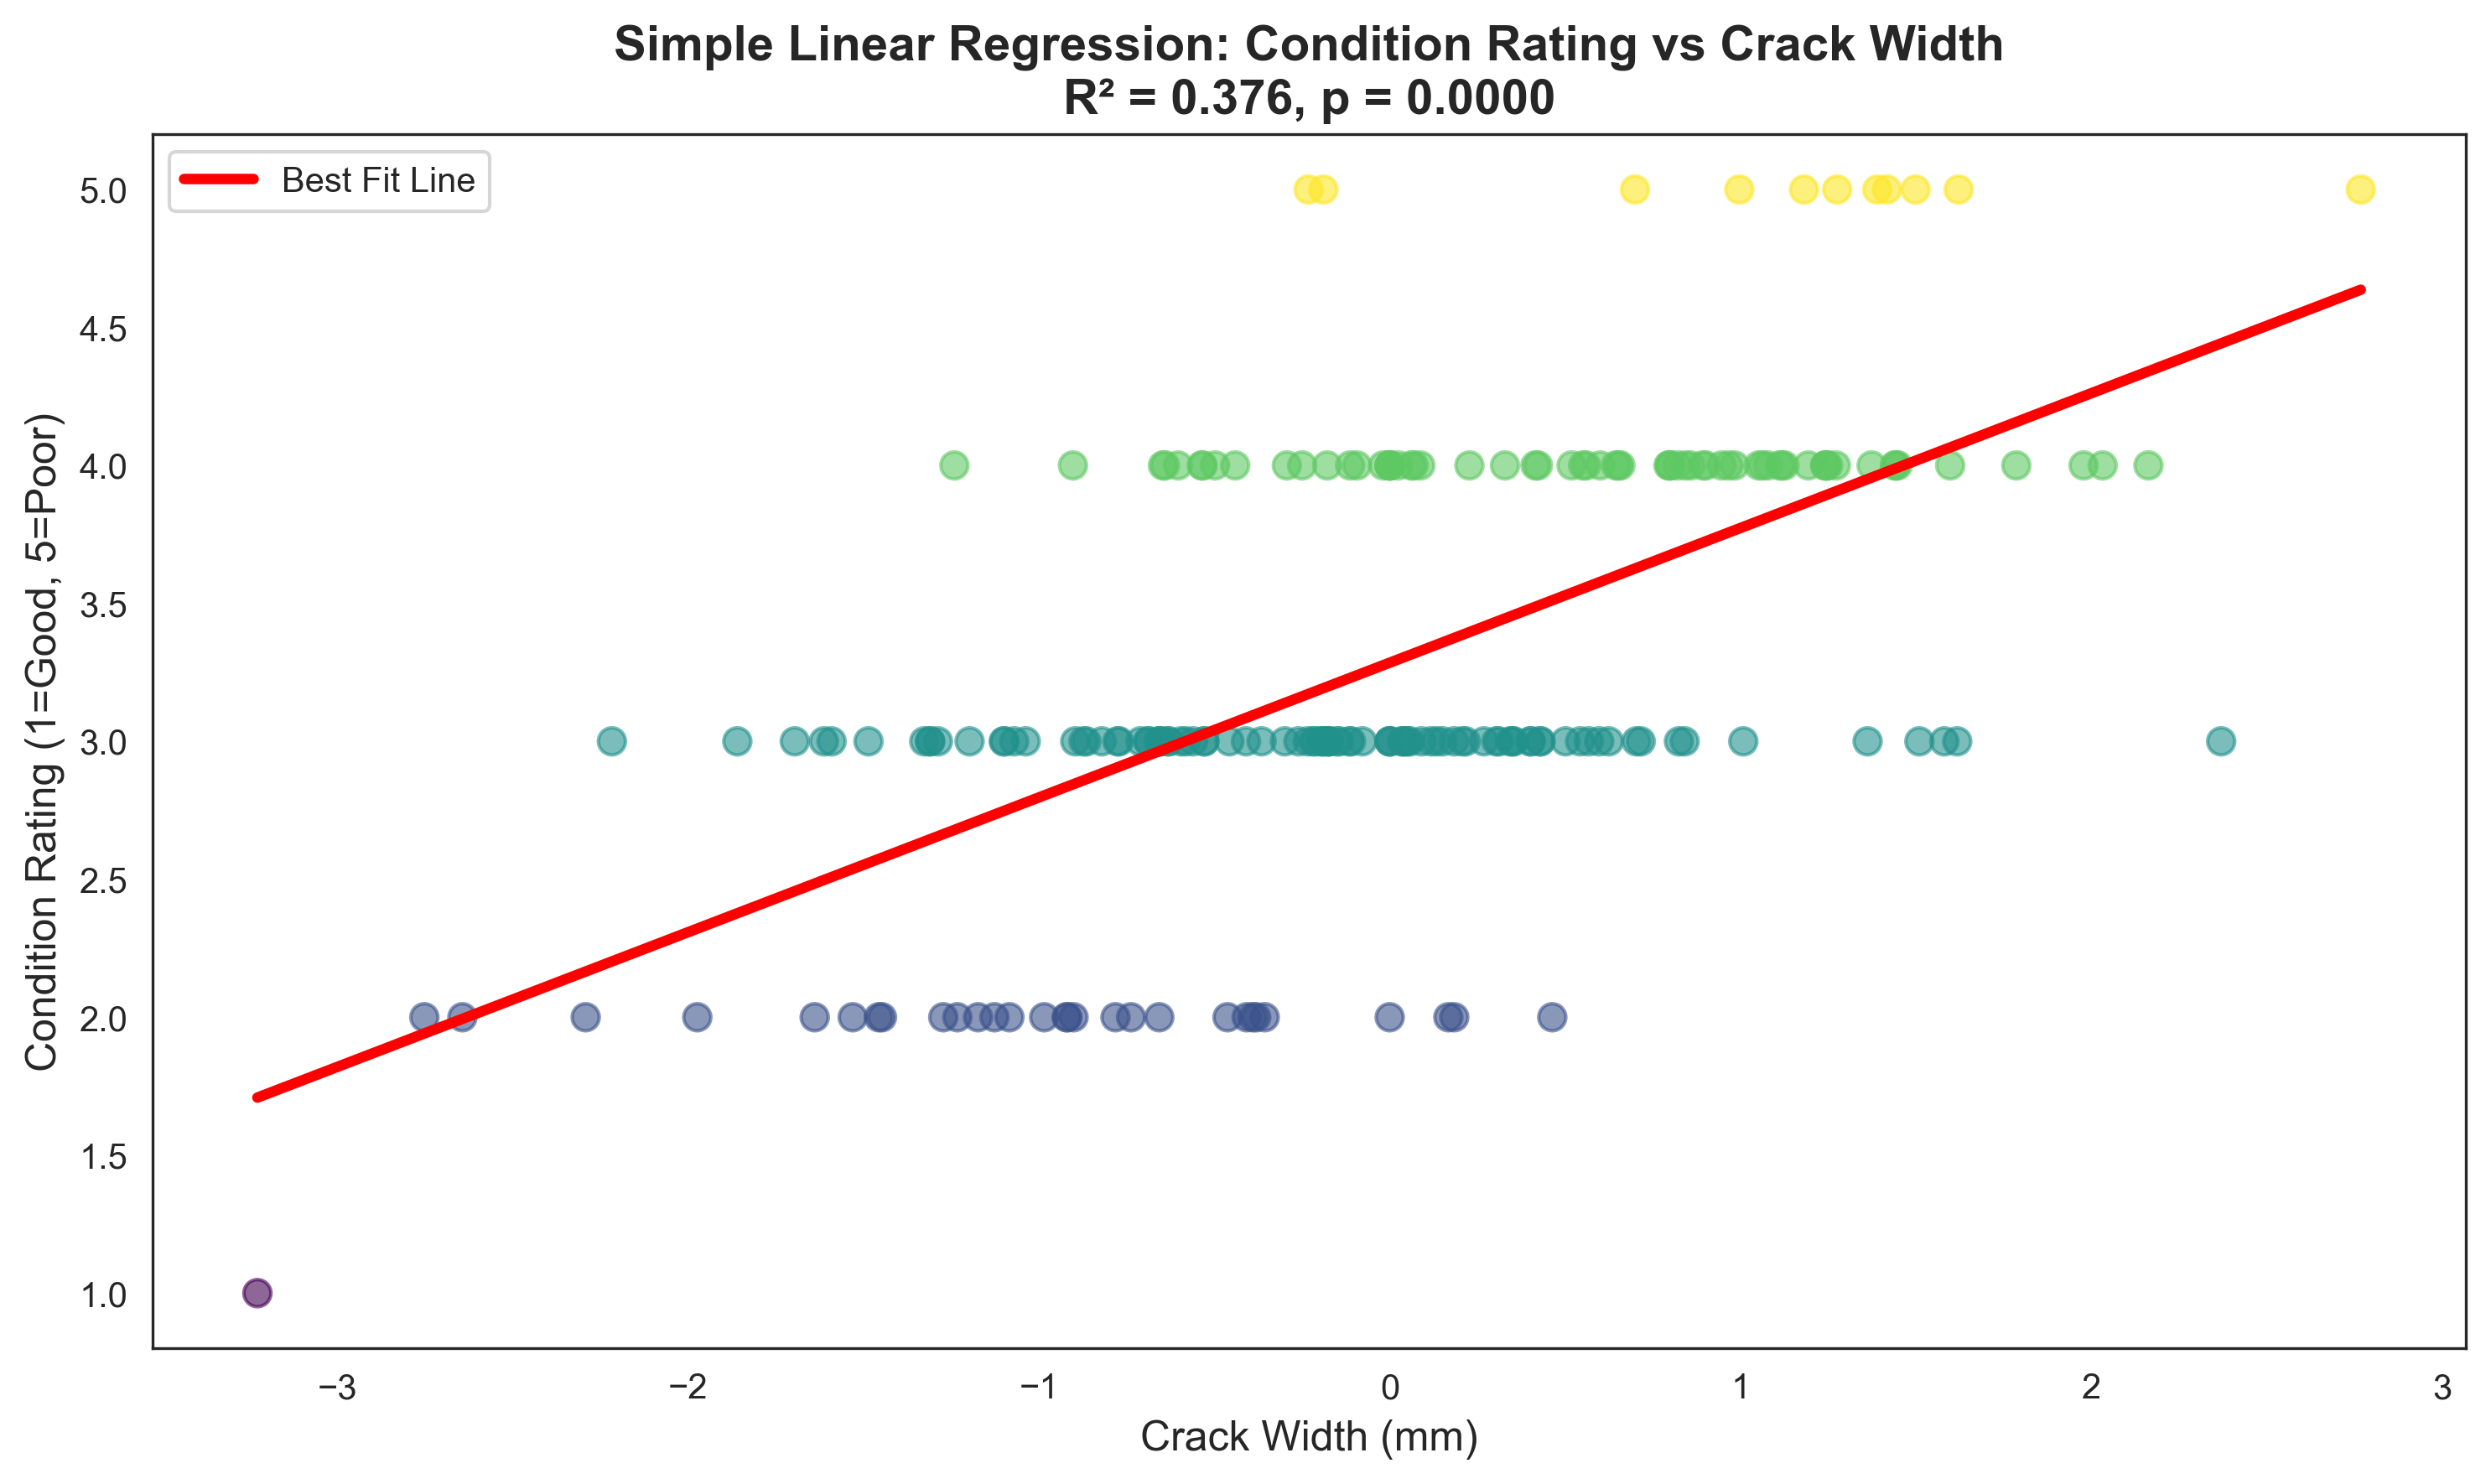 Simple Linear Regression: Condition Rating vs Crack Width
R² = 0.376, p = 0.0000
Best Fit Line
5.0
4.5
4.0
3.5
3.0
2.5
2.0
1.5
1.0
Condition Rating (1=Good, 5=Poor)
−3 −2 −1 0 1 2 3
Crack Width (mm)